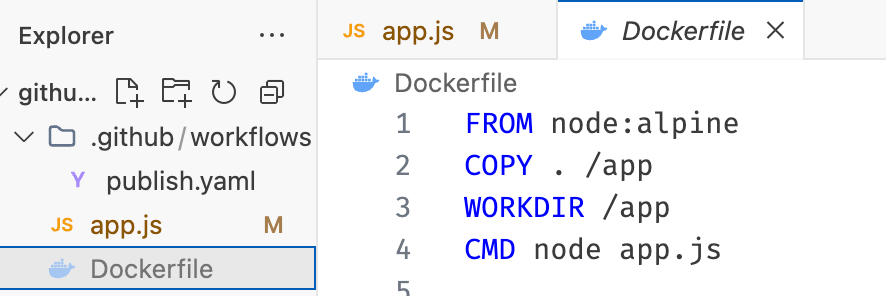 Explorer ...
githu...
.github/workflows
Y publish.yaml
JS app.js M
Dockerfile
JS app.js M Dockerfile
Dockerfile
1 FROM node:alpine
2 COPY . /app
3 WORKDIR /app
4 CMD node app.js
5